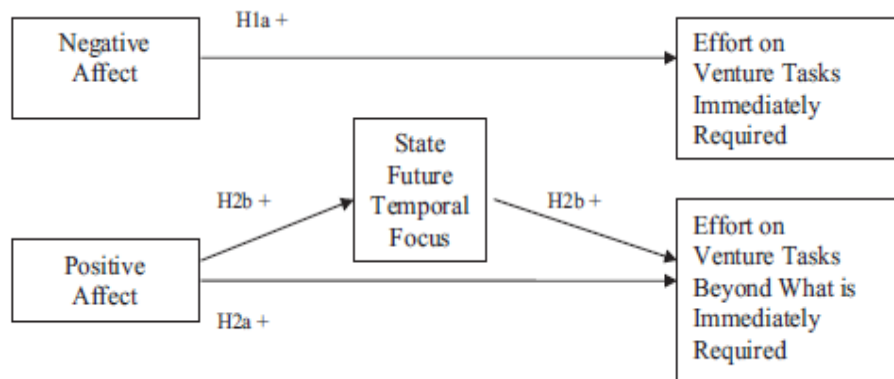 H1a +
Negative
Affect
Effort on
Venture Tasks
Immediately
Required
State
Future
Temporal
Focus
H2b +
H2b +
Positive
Affect
H2a +
Effort on
Venture Tasks
Beyond What is
Immediately
Required